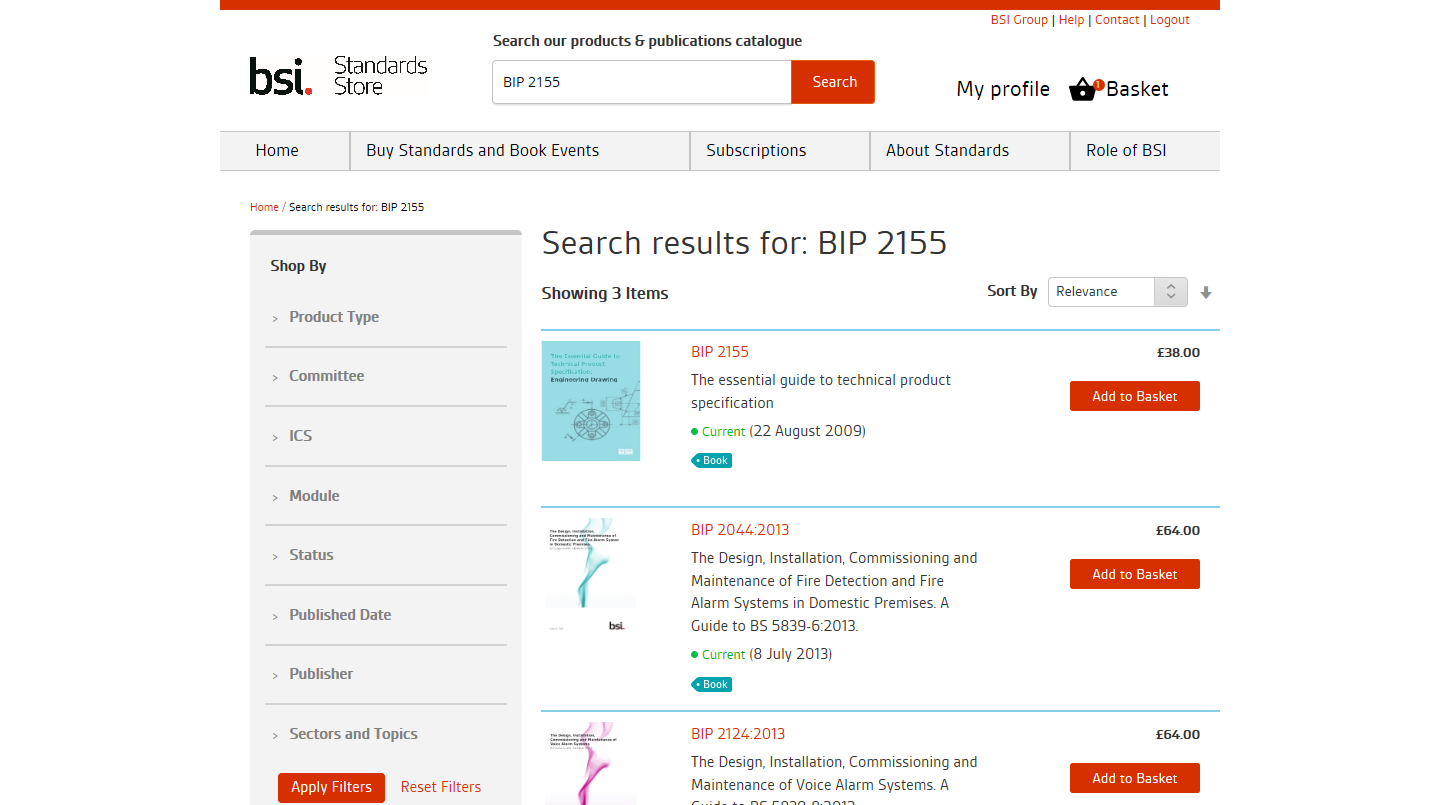 BSI Group | Help | Contact | Logout
Search our products & publications catalogue
bsi. Standards Store
BIP 2155
Search
My profile
1
Basket
Home
Buy Standards and Book Events
Subscriptions
About Standards
Role of BSI
Home / Search results for: BIP 2155
Shop By
> Product Type
> Committee
> ICS
> Module
> Status
> Published Date
> Publisher
> Sectors and Topics
Apply Filters
Reset Filters
Search results for: BIP 2155
Showing 3 Items
Sort By
Relevance
The Essential Guide to
Technical Product
Specification:
Engineering Drawing
BIP 2155
£38.00
The essential guide to technical product
specification
Add to Basket
Current (22 August 2009)
Book
The Design, Installation,
Commissioning and Maintenance of
Fire Detection and Fire Alarm System
in Domestic Premises
bsi.
BIP 2044:2013
£64.00
The Design, Installation, Commissioning and
Maintenance of Fire Detection and Fire
Alarm Systems in Domestic Premises. A
Guide to BS 5839-6:2013.
Add to Basket
Current (8 July 2013)
Book
The Design, Installation,
Commissioning and Maintenance of
Voice Alarm Systems
BIP 2124:2013
£64.00
The Design, Installation, Commissioning and
Maintenance of Voice Alarm Systems. A
Guide to BS 5839-8:2013
Add to Basket